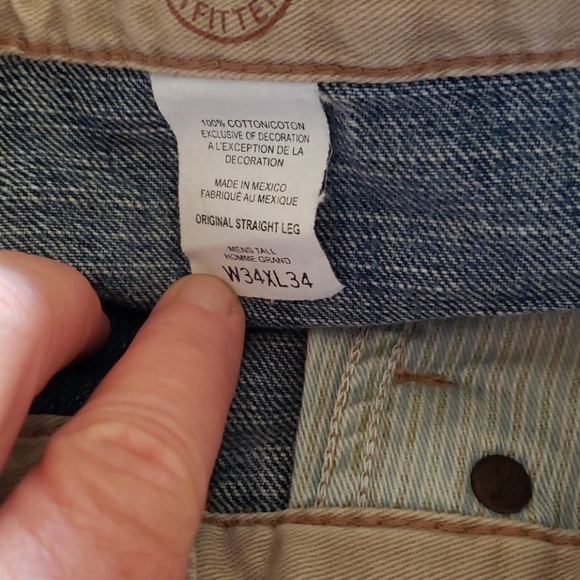 FITTE
100% COTTON/COTON
EXCLUSIVE OF DECORATION
A L'EXCEPTION DE LA
DECORATION
MADE IN MEXICO
FABRIQUÉ AU MEXIQUE
ORIGINAL STRAIGHT LEG
MENS TALL
HOMME GRAND
W34XL34